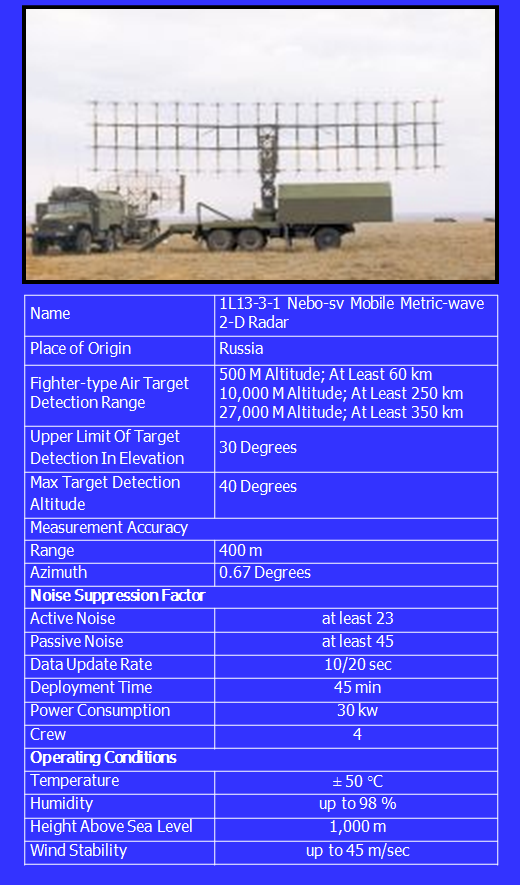 Name
1L13-3-1 Nebo-sv Mobile Metric-wave
2-D Radar
Place of Origin
Russia
Fighter-type Air Target
Detection Range
500 M Altitude; At Least 60 km
10,000 M Altitude; At Least 250 km
27,000 M Altitude; At Least 350 km
Upper Limit Of Target
Detection In Elevation
30 Degrees
Max Target Detection
Altitude
40 Degrees
Measurement Accuracy
Range
400 m
Azimuth
0.67 Degrees
Noise Suppression Factor
Active Noise
at least 23
Passive Noise
at least 45
Data Update Rate
10/20 sec
Deployment Time
45 min
Power Consumption
30 kw
Crew
4
Operating Conditions
Temperature
± 50 °C
Humidity
up to 98 %
Height Above Sea Level
1,000 m
Wind Stability
up to 45 m/sec